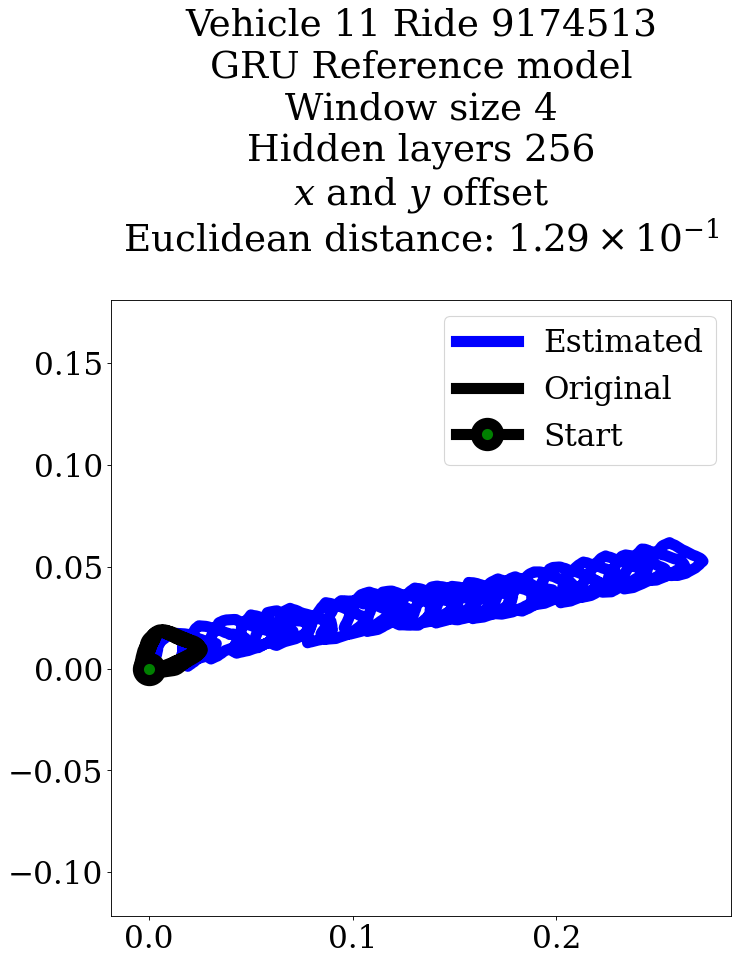 Vehicle 11 Ride 9174513
GRU Reference model
Window size 4
Hidden layers 256
x and y offset
Euclidean distance: 1.29 × 10⁻¹
Estimated
Original
Start
0.15
0.10
0.05
0.00
−0.05
−0.10
0.0 0.1 0.2